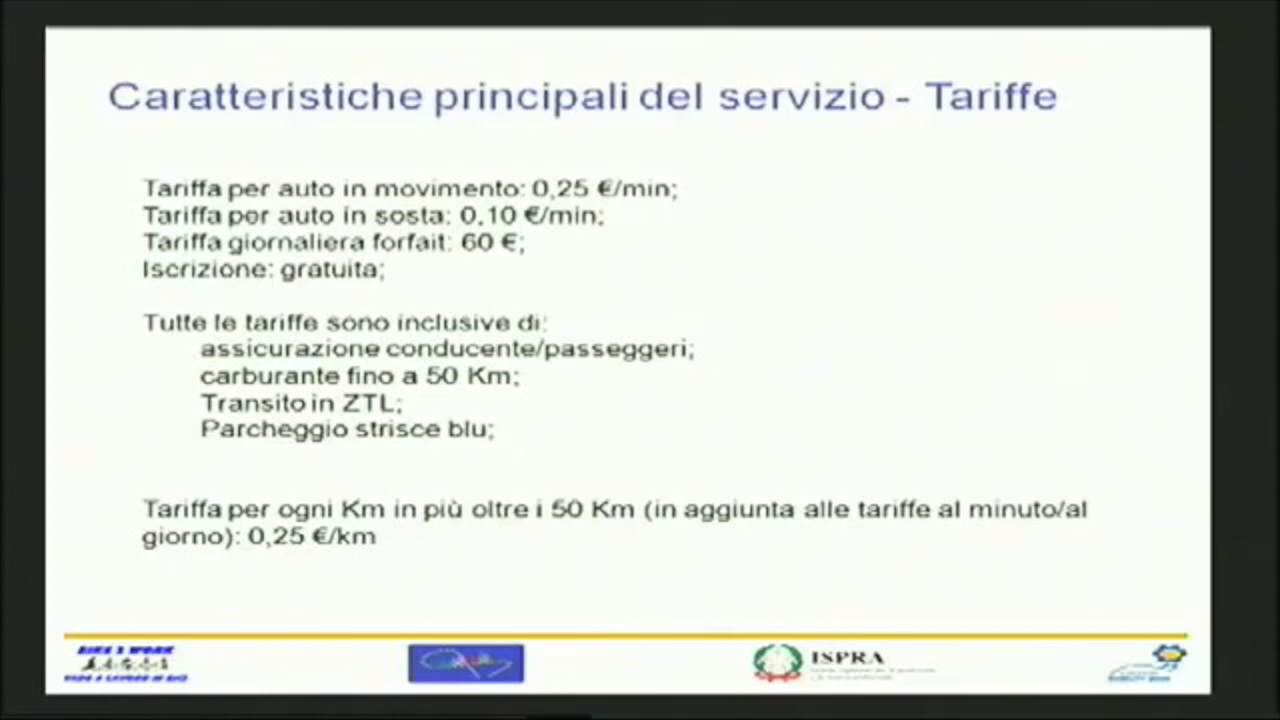 Caratteristiche principali del servizio - Tariffe
Tariffa per auto in movimento: 0,25 €/min;
Tariffa per auto in sosta: 0,10 €/min;
Tariffa giornaliera forfait: 60 €;
Iscrizione: gratuita;
Tutte le tariffe sono inclusive di:
assicurazione conducente/passeggeri;
carburante fino a 50 Km;
Transito in ZTL;
Parcheggio strisce blu;
Tariffa per ogni Km in più oltre i 50 Km (in aggiunta alle tariffe al minuto/al
giorno): 0,25 €/km
BIKE 2 WORK
ISPRA